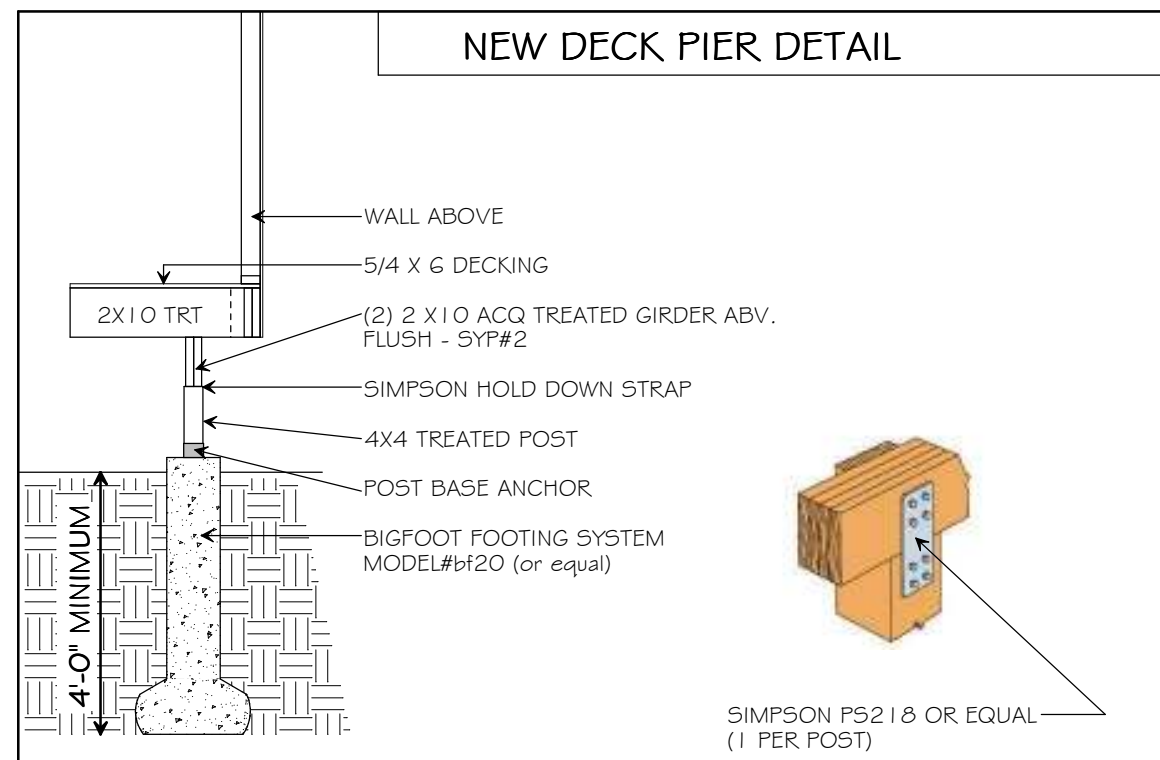 NEW DECK PIER DETAIL
WALL ABOVE
5/4 X 6 DECKING
2X10 TRT
(2) 2 X10 ACQ TREATED GIRDER ABV.
FLUSH - SYP#2
SIMPSON HOLD DOWN STRAP
4X4 TREATED POST
POST BASE ANCHOR
BIGFOOT FOOTING SYSTEM
MODEL#bf20 (or equal)
4'-0" MINIMUM
SIMPSON PS218 OR EQUAL
(1 PER POST)